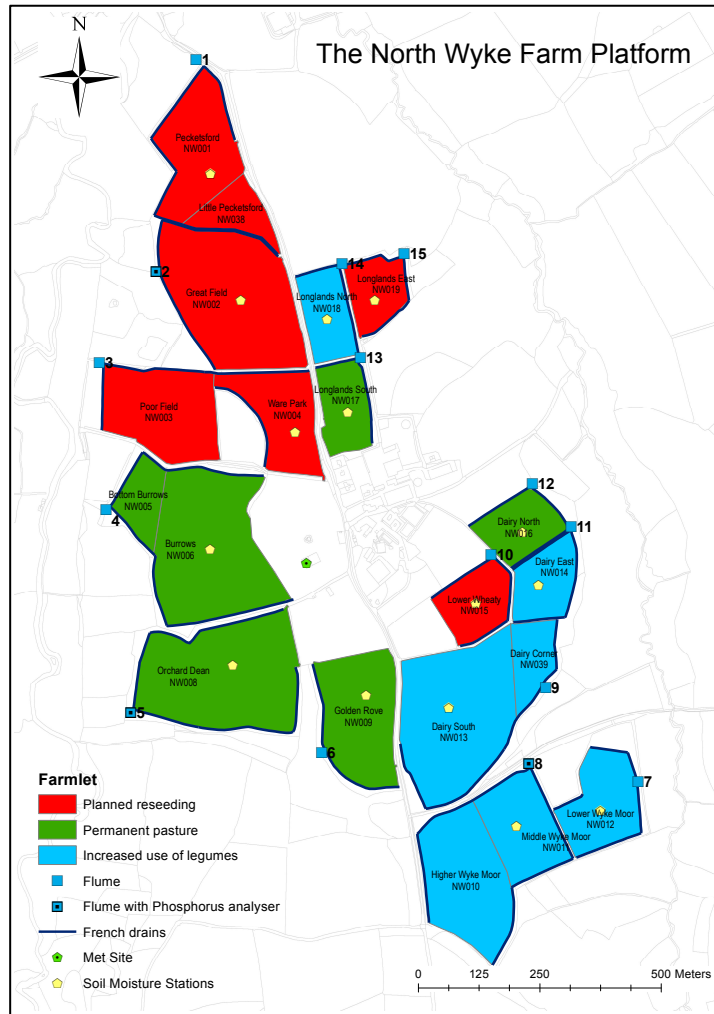 The North Wyke Farm Platform
N
1
Pecketsford
NW001
Little Pecketsford
NW038
2
Great Field
NW002
14
15
Longlands North
NW018
Longlands East
NW019
3
13
Poor Field
NW003
Ware Park
NW004
Longlands South
NW017
Bottom Burrows
NW005
4
Burrows
NW006
12
Dairy North
NW016
11
10
Dairy East
NW014
Lower Wheaty
NW015
Orchard Dean
NW008
5
Dairy Corner
NW039
9
Golden Rove
NW009
6
Dairy South
NW013
8
7
Lower Wyke Moor
NW012
Middle Wyke Moor
NW01
Higher Wyke Moor
NW010
Farmlet
Planned reseeding
Permanent pasture
Increased use of legumes
Flume
Flume with Phosphorus analyser
French drains
Met Site
Soil Moisture Stations
0 125 250 500 Meters